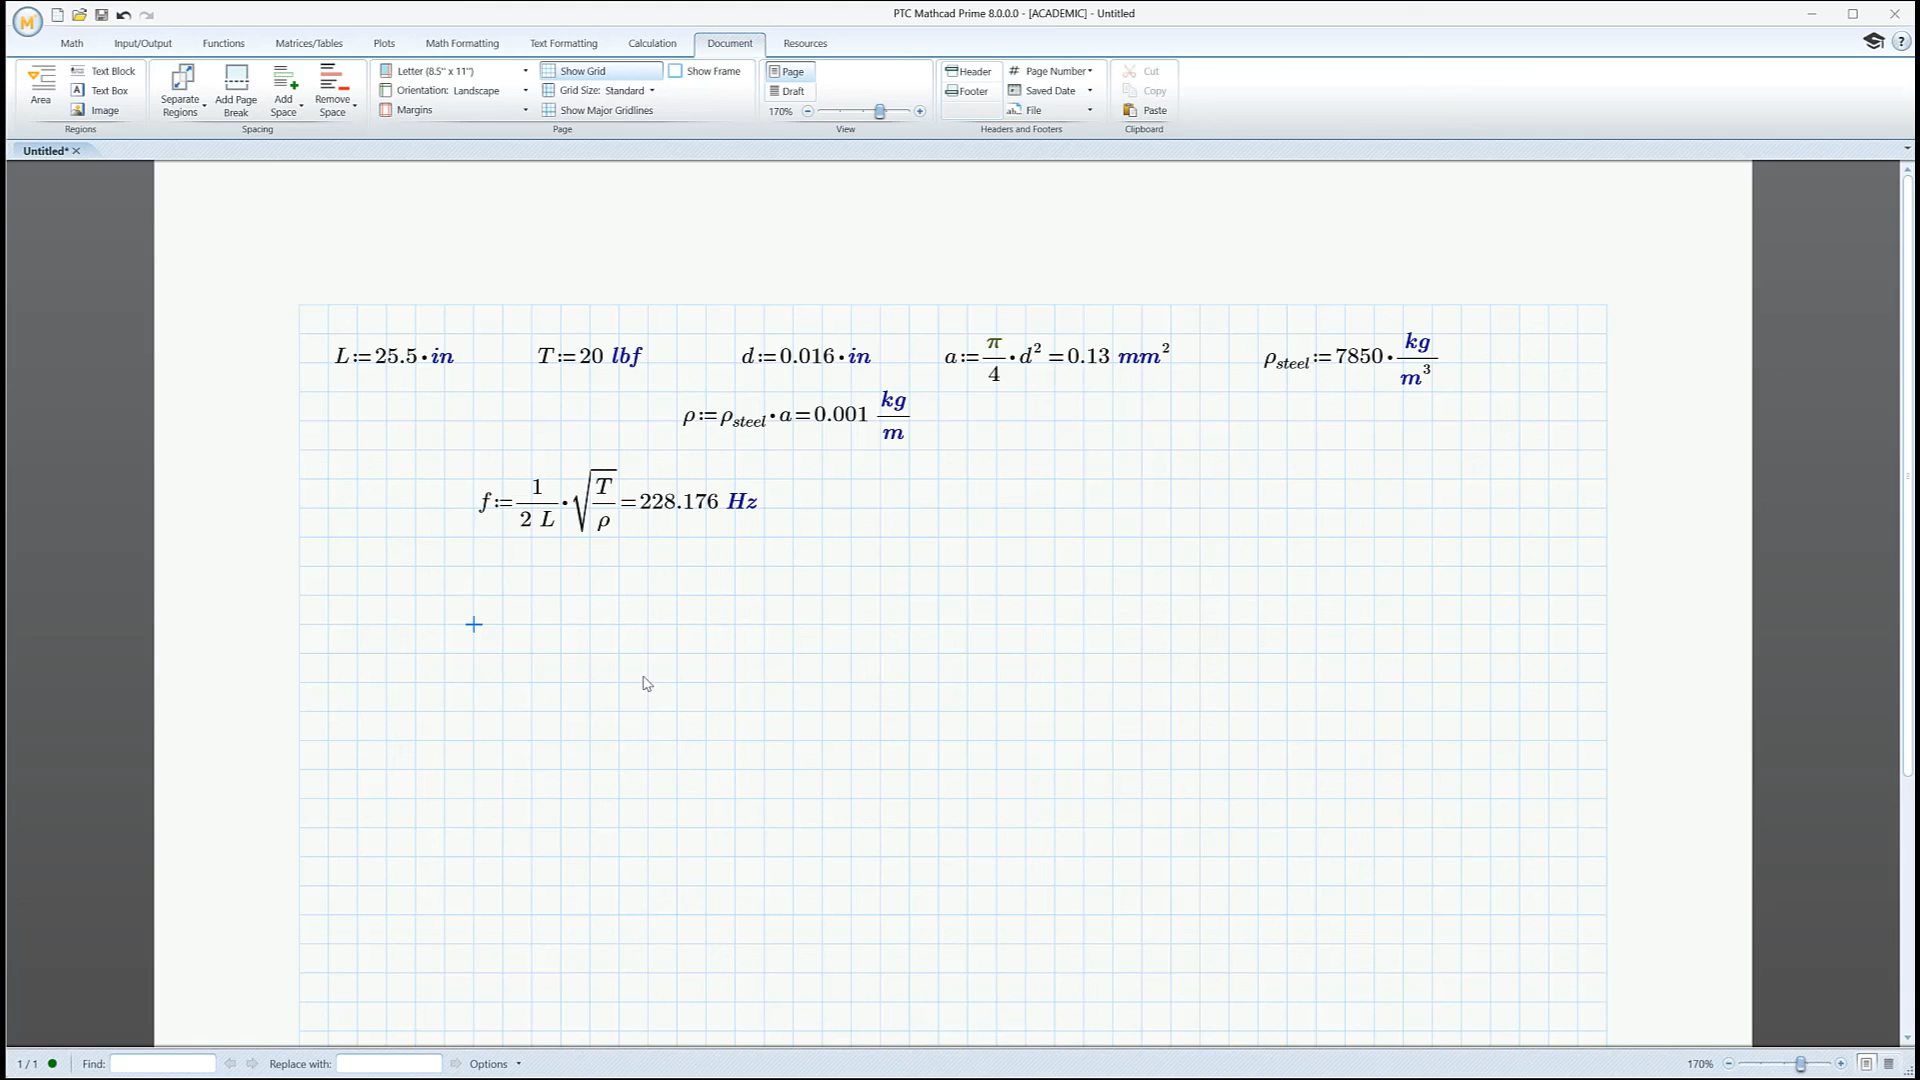 M
PTC Mathcad Prime 8.0.0.0 - [ACADEMIC] - Untitled
Math Input/Output Functions Matrices/Tables Plots Math Formatting Text Formatting Calculation Document Resources ?
Area
Text Block
Text Box
Image
Regions
Separate Regions
Add Page Break
Add Space
Remove Space
Spacing
Letter (8.5" x 11")
Orientation: Landscape
Margins
Show Grid
Grid Size: Standard
Show Major Gridlines
Show Frame
Page
Page
Draft
170%
View
Header
Footer
# Page Number
Saved Date
File
Headers and Footers
Cut
Copy
Paste
Clipboard
Untitled*
L:=25.5·in T:=20 lbf d:=0.016·in a:=π/4·d²=0.13 mm² ρsteel:=7850·kg/m³
ρ:=ρsteel·a=0.001 kg/m
f:=1/(2 L)·√(T/ρ)=228.176 Hz
1 / 1 Find: Replace with: Options 170%